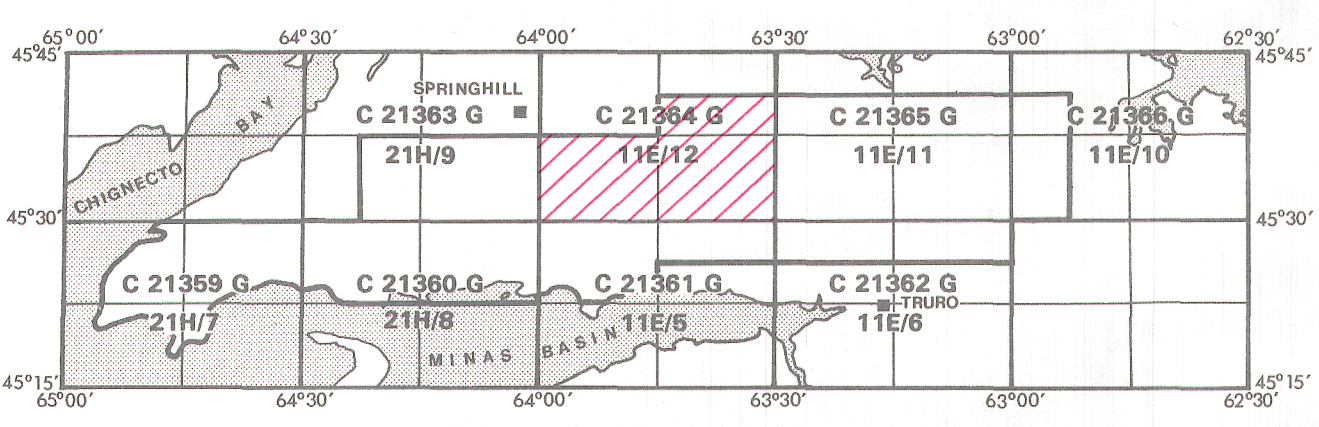 65°00′ 64°30′ 64°00′ 63°30′ 63°00′ 62°30′
45°45′ 45°45′
SPRINGHILL
C 21363 G C 21364 G C 21365 G C 21366 G
BAY
21H/9 11E/12 11E/11 11E/10
CHIGNECTO
45°30′ 45°30′
C 21359 G C 21360 G C 21361 G C 21362 G
TRURO
21H/7 21H/8 11E/5 11E/6
MINAS BASIN
45°15′ 45°15′
65°00′ 64°30′ 64°00′ 63°30′ 63°00′ 62°30′